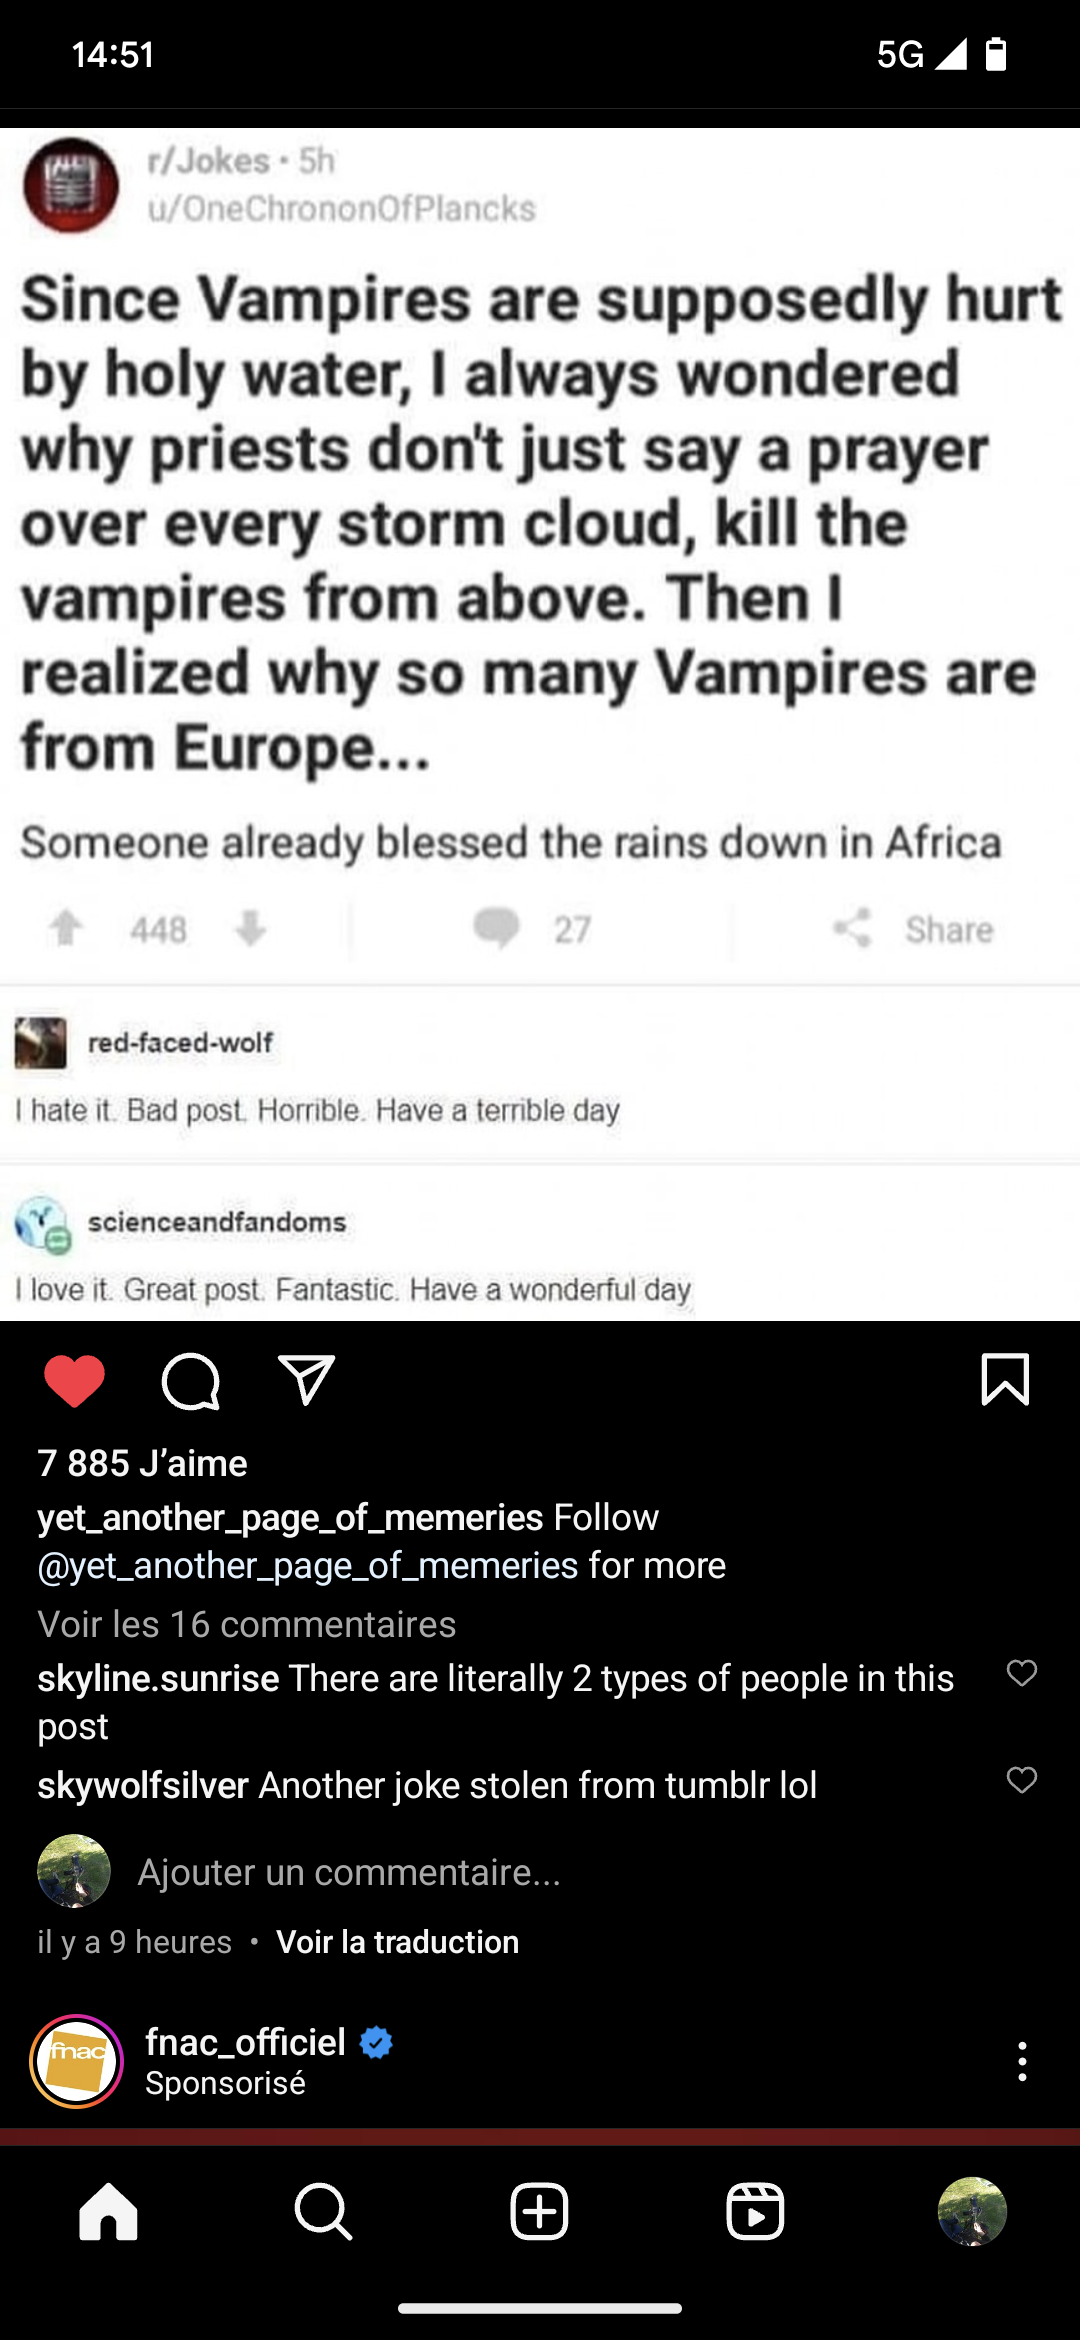 14:51
5G
r/Jokes • 5h
u/OneChrononOfPlancks
Since Vampires are supposedly hurt
by holy water, I always wondered
why priests don't just say a prayer
over every storm cloud, kill the
vampires from above. Then I
realized why so many Vampires are
from Europe...
Someone already blessed the rains down in Africa
448
27
Share
red-faced-wolf
I hate it. Bad post. Horrible. Have a terrible day
scienceandfandoms
I love it. Great post. Fantastic. Have a wonderful day
7 885 J’aime
yet_another_page_of_memeries Follow
@yet_another_page_of_memeries for more
Voir les 16 commentaires
skyline.sunrise There are literally 2 types of people in this
post
skywolfsilver Another joke stolen from tumblr lol
Ajouter un commentaire...
il y a 9 heures • Voir la traduction
fnac
fnac_officiel
Sponsorisé